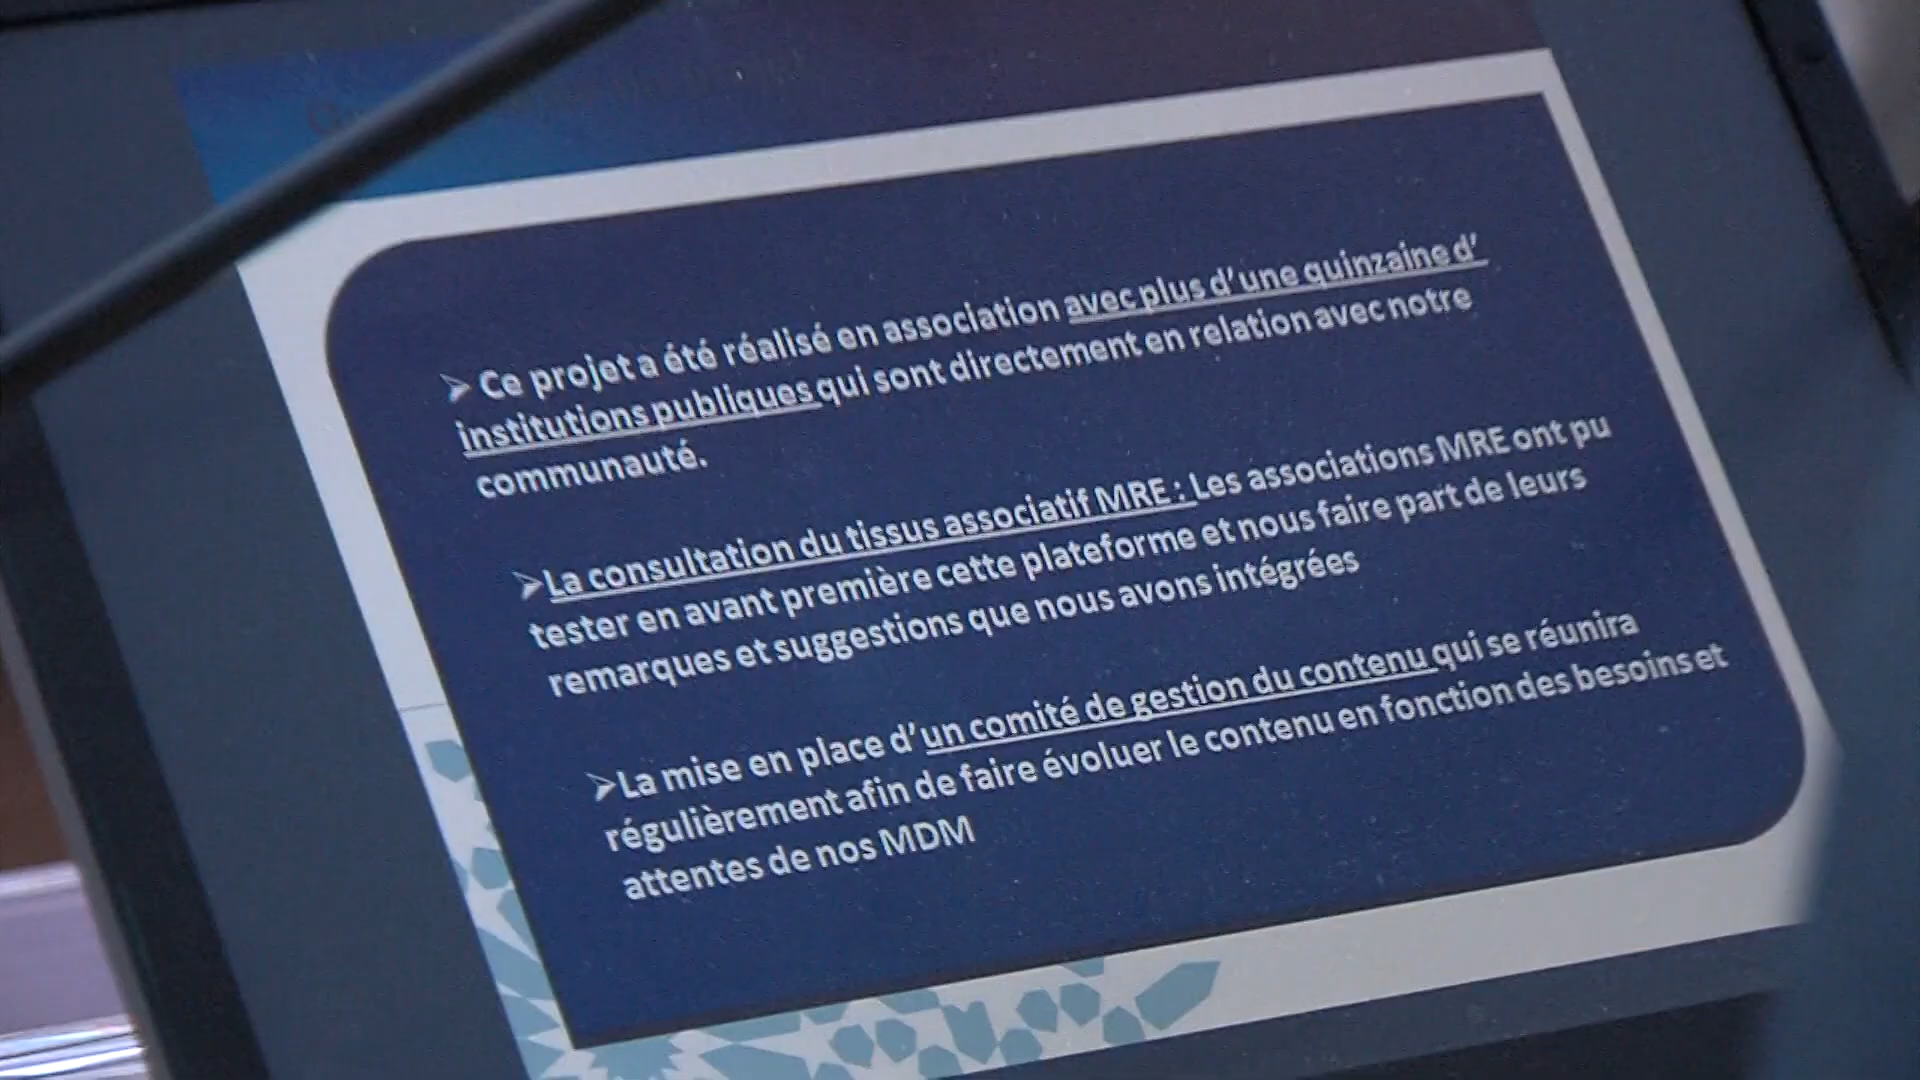 ➢ Ce projet a été réalisé en association avec plus d’une quinzaine d’
institutions publiques qui sont directement en relation avec notre
communauté.
➢La consultation du tissus associatif MRE : Les associations MRE ont pu
tester en avant première cette plateforme et nous faire part de leurs
remarques et suggestions que nous avons intégrées
➢La mise en place d’un comité de gestion du contenu qui se réunira
régulièrement afin de faire évoluer le contenu en fonction des besoins et
attentes de nos MDM